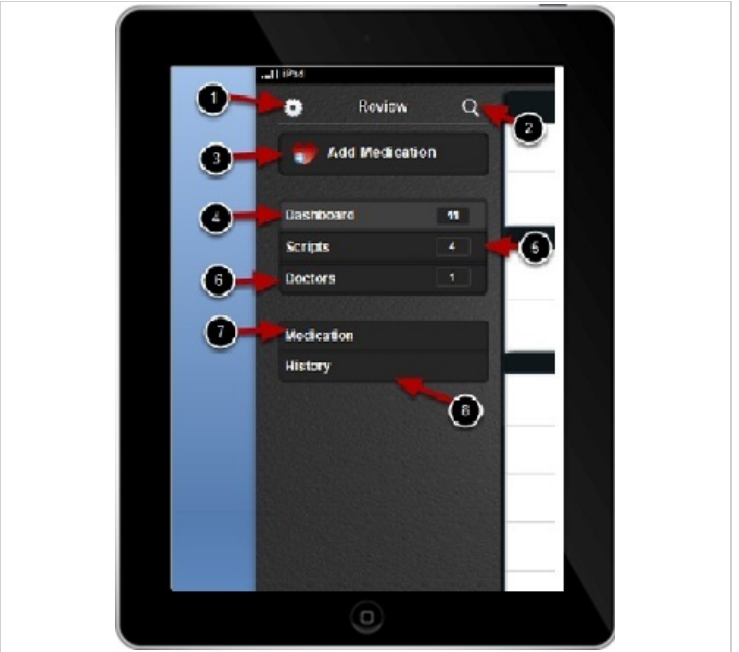 iPad
1
Review
2
3
Add Medication
4
Dashboard
11
Scripts
4
5
6
Doctors
1
7
Medication
History
8